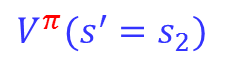 V^π(s′ = s₂)